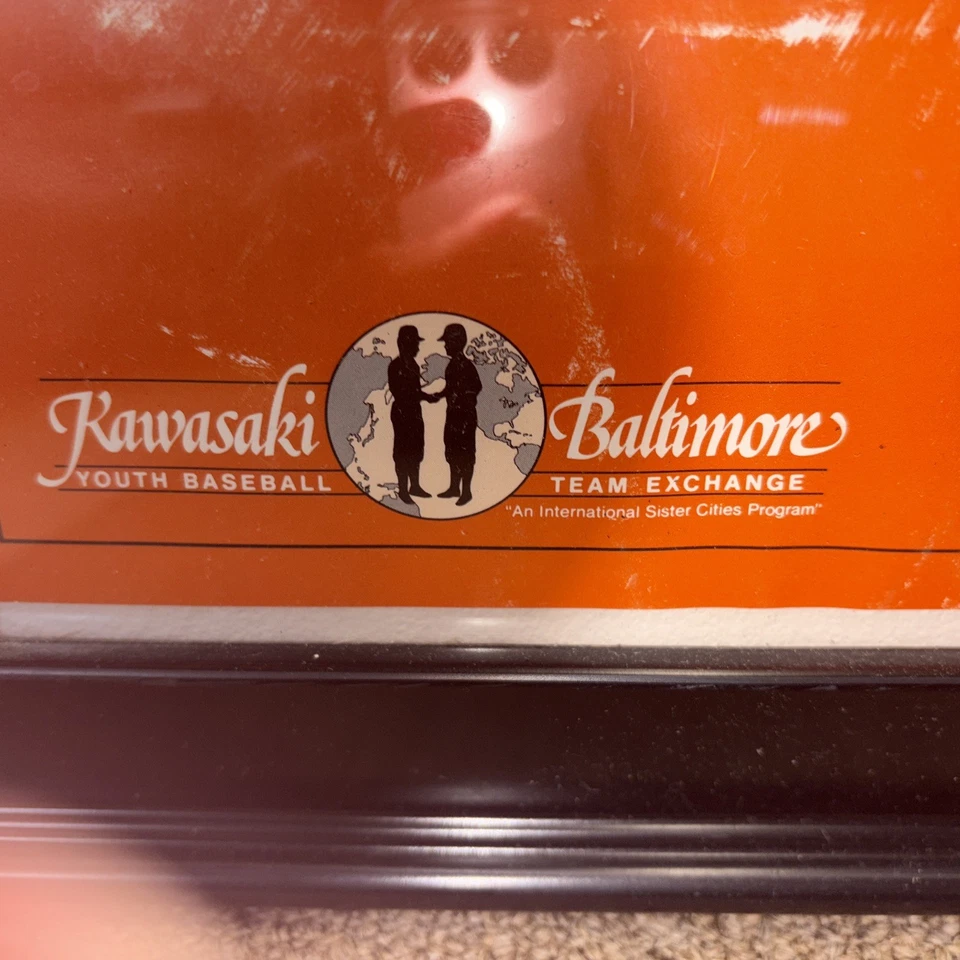 Kawasaki Baltimore
YOUTH BASEBALL TEAM EXCHANGE
"An International Sister Cities Program"